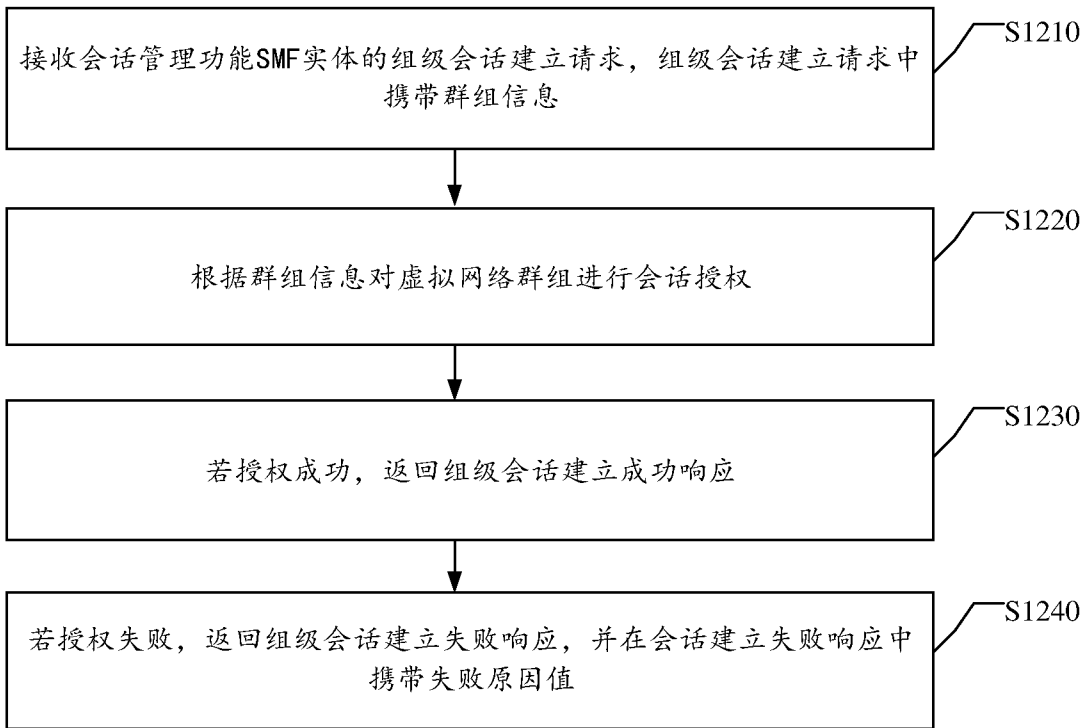 接收会话管理功能SMF实体的组级会话建立请求，组级会话建立请求中
携带群组信息
S1210
根据群组信息对虚拟网络群组进行会话授权
S1220
若授权成功，返回组级会话建立成功响应
S1230
若授权失败，返回组级会话建立失败响应，并在会话建立失败响应中
携带失败原因值
S1240